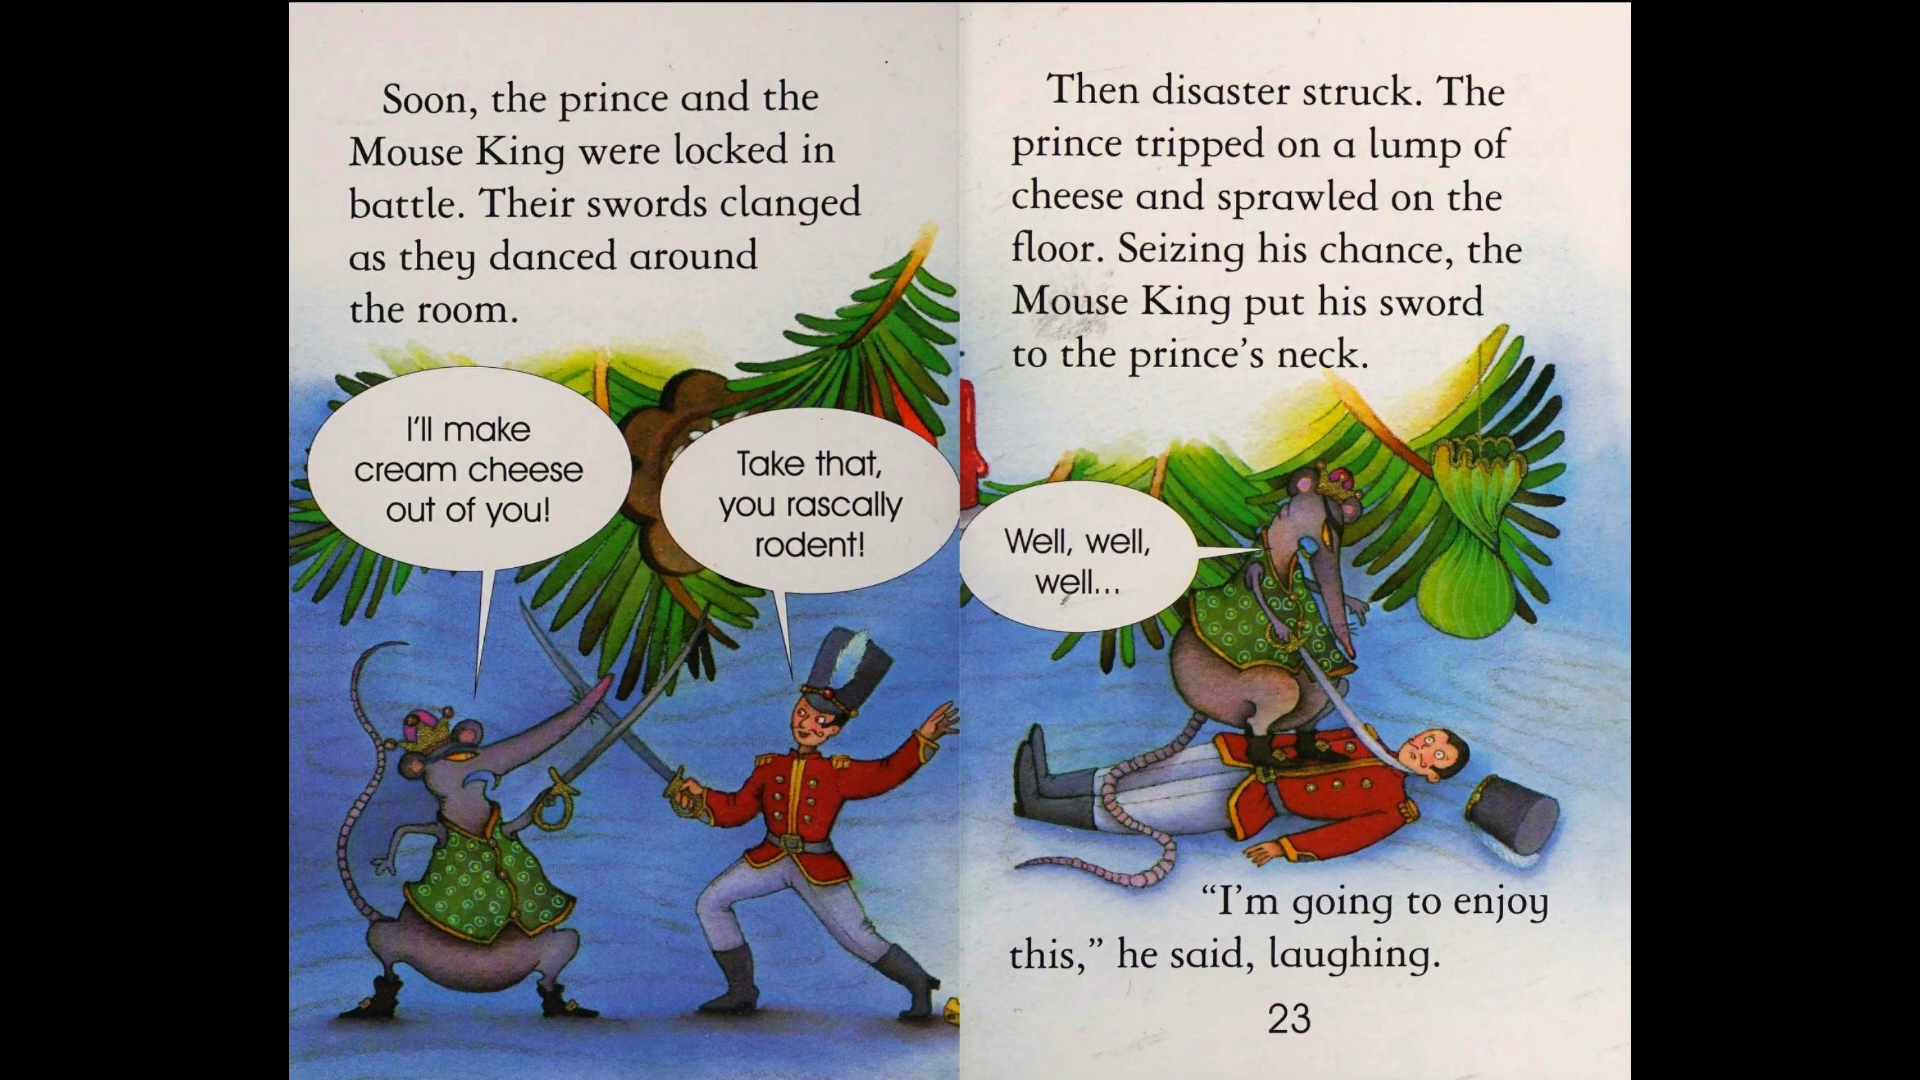 Soon, the prince and the
Mouse King were locked in
battle. Their swords clanged
as they danced around
the room.
I'll make
cream cheese
out of you!
Take that,
you rascally
rodent!
Then disaster struck. The
prince tripped on a lump of
cheese and sprawled on the
floor. Seizing his chance, the
Mouse King put his sword
to the prince's neck.
Well, well,
well...
“I'm going to enjoy
this,” he said, laughing.
23